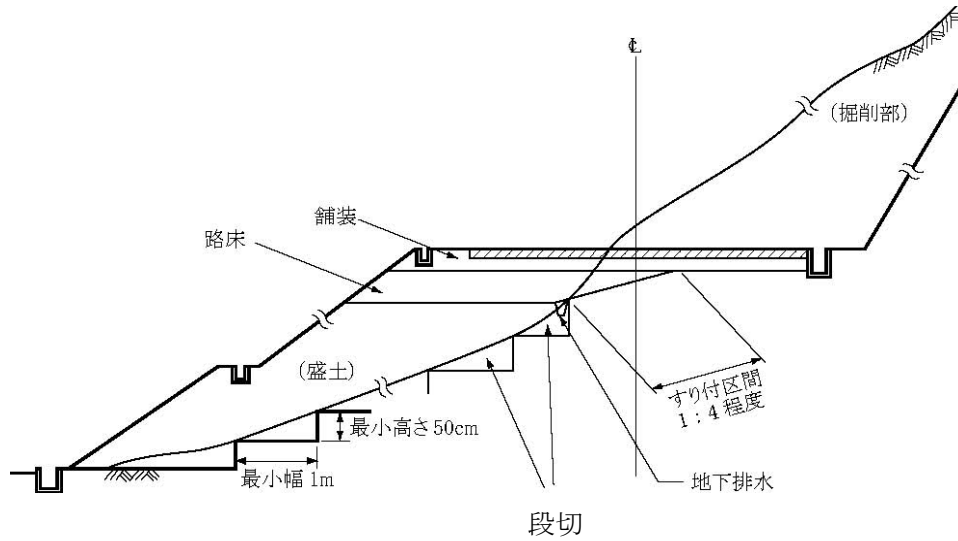 ℄
(掘削部)
舗装
路床
(盛土)
すり付区間
1:4程度
最小高さ50cm
最小幅1m
地下排水
段切